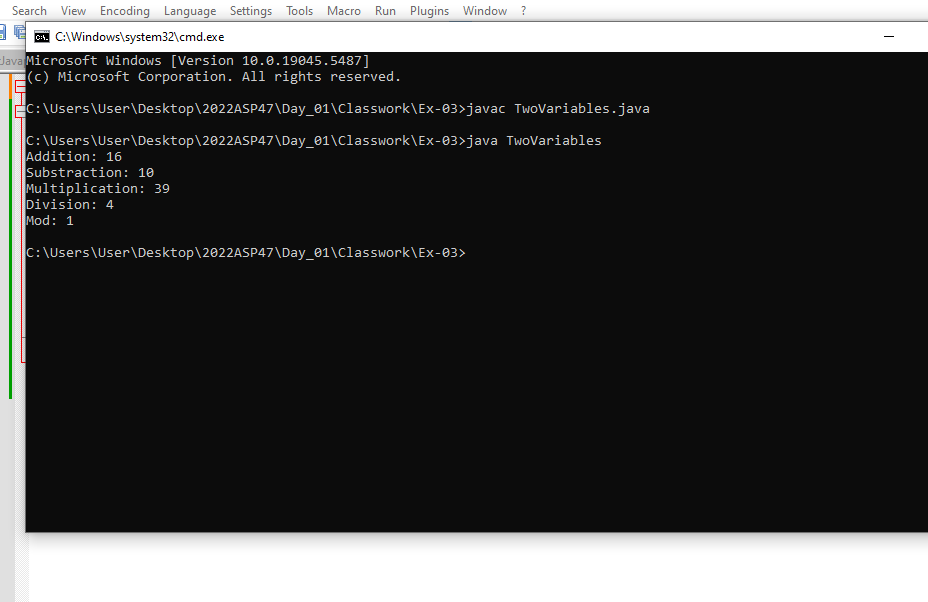 Search View Encoding Language Settings Tools Macro Run Plugins Window ?
C:\Windows\system32\cmd.exe
Java
Microsoft Windows [Version 10.0.19045.5487]
(c) Microsoft Corporation. All rights reserved.
C:\Users\User\Desktop\2022ASP47\Day_01\Classwork\Ex-03>javac TwoVariables.java
C:\Users\User\Desktop\2022ASP47\Day_01\Classwork\Ex-03>java TwoVariables
Addition: 16
Substraction: 10
Multiplication: 39
Division: 4
Mod: 1
C:\Users\User\Desktop\2022ASP47\Day_01\Classwork\Ex-03>